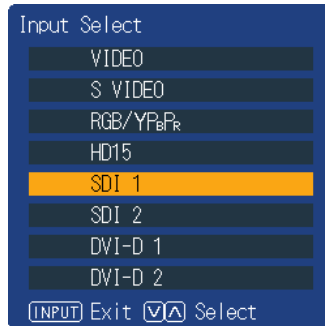 Input Select
VIDEO
S VIDEO
RGB/YPBPR
HD15
SDI 1
SDI 2
DVI-D 1
DVI-D 2
INPUT Exit ∨∧ Select